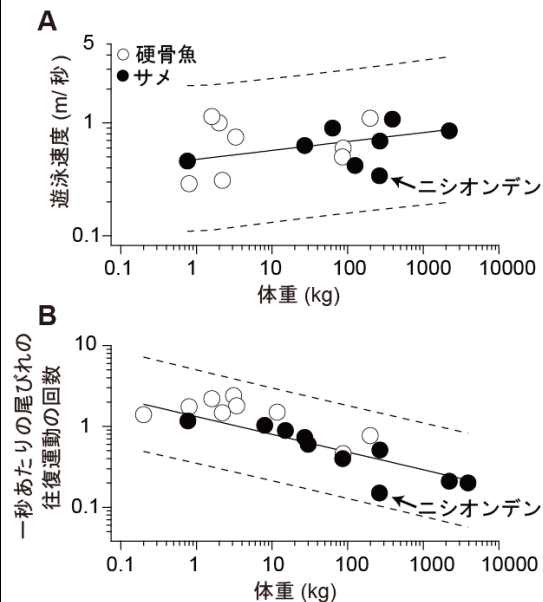 A
硬骨魚
サメ
遊泳速度 (m/秒)
5
1
0.1
ニシオンデン
0.1 1 10 100 1000 10000
体重 (kg)
B
一秒あたりの尾びれの
往復運動の回数
10
1
0.1
ニシオンデン
0.1 1 10 100 1000 10000
体重 (kg)